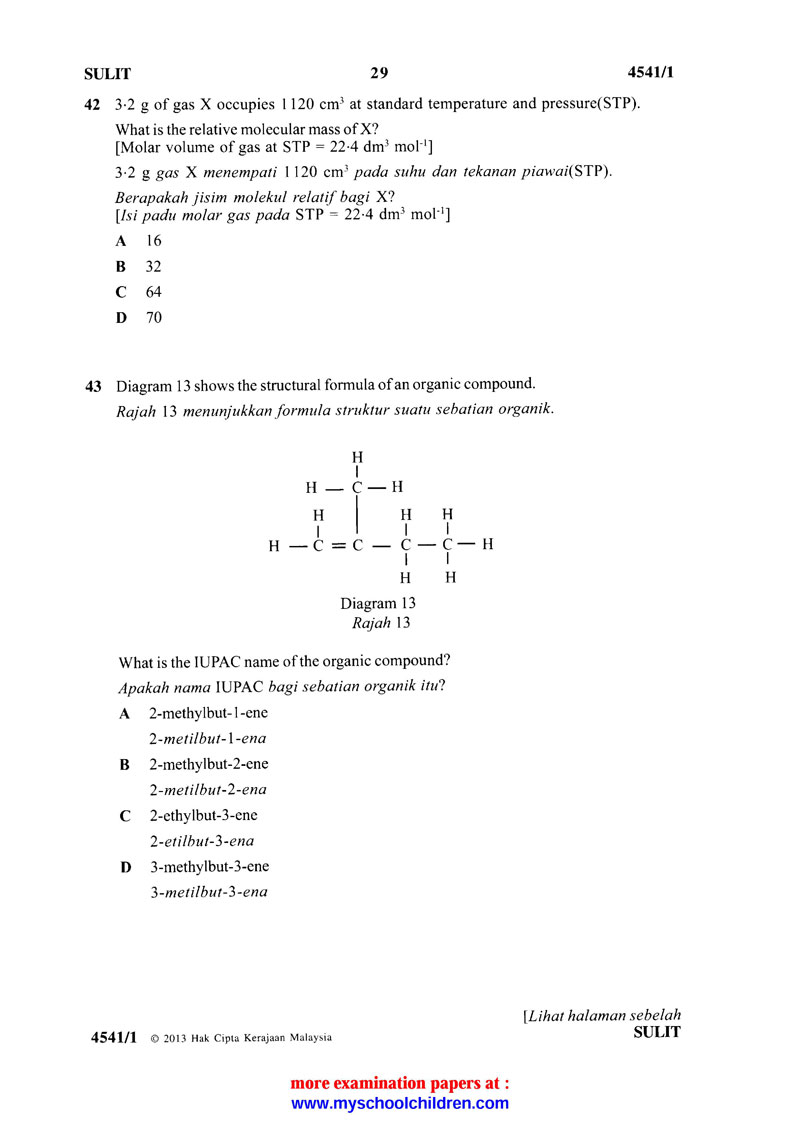 SULIT 29 4541/1
42 3·2 g of gas X occupies 1120 cm³ at standard temperature and pressure(STP).
What is the relative molecular mass of X?
[Molar volume of gas at STP = 22·4 dm³ mol⁻¹]
3·2 g gas X menempati 1120 cm³ pada suhu dan tekanan piawai(STP).
Berapakah jisim molekul relatif bagi X?
[Isi padu molar gas pada STP = 22·4 dm³ mol⁻¹]
A 16
B 32
C 64
D 70
43 Diagram 13 shows the structural formula of an organic compound.
Rajah 13 menunjukkan formula struktur suatu sebatian organik.
H
H — C — H
H H H
H — C = C — C — C — H
H H
Diagram 13
Rajah 13
What is the IUPAC name of the organic compound?
Apakah nama IUPAC bagi sebatian organik itu?
A 2-methylbut-1-ene
2-metilbut-1-ena
B 2-methylbut-2-ene
2-metilbut-2-ena
C 2-ethylbut-3-ene
2-etilbut-3-ena
D 3-methylbut-3-ene
3-metilbut-3-ena
[Lihat halaman sebelah
4541/1 © 2013 Hak Cipta Kerajaan Malaysia SULIT
more examination papers at :
www.myschoolchildren.com